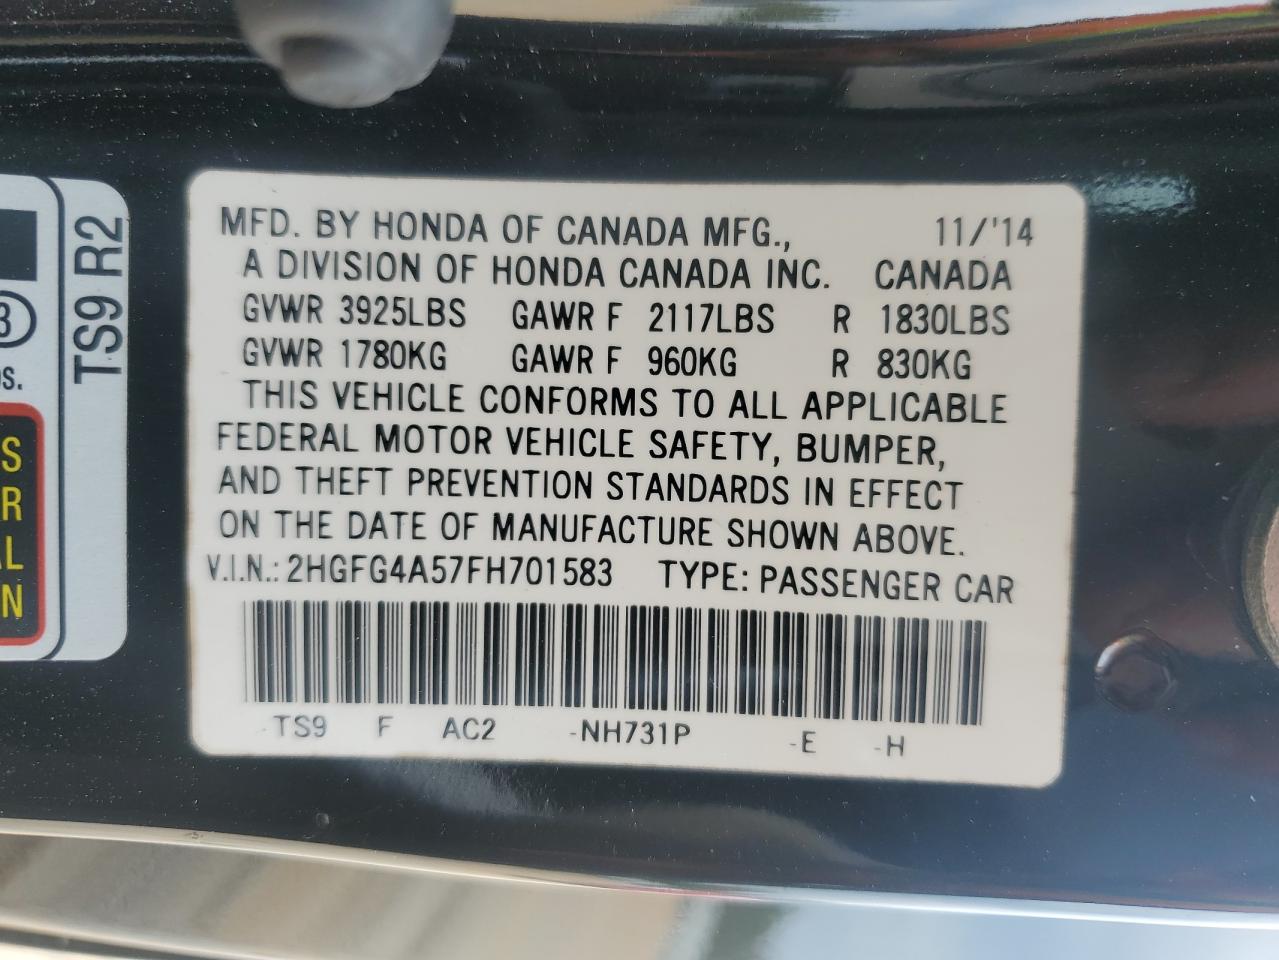 MFD. BY HONDA OF CANADA MFG., 11/'14
A DIVISION OF HONDA CANADA INC. CANADA
GVWR 3925LBS GAWR F 2117LBS R 1830LBS
GVWR 1780KG GAWR F 960KG R 830KG
THIS VEHICLE CONFORMS TO ALL APPLICABLE
FEDERAL MOTOR VEHICLE SAFETY, BUMPER,
AND THEFT PREVENTION STANDARDS IN EFFECT
ON THE DATE OF MANUFACTURE SHOWN ABOVE.
V.I.N.: 2HGFG4A57FH701583 TYPE: PASSENGER CAR
TS9 F AC2 -NH731P -E -H
TS9 R2